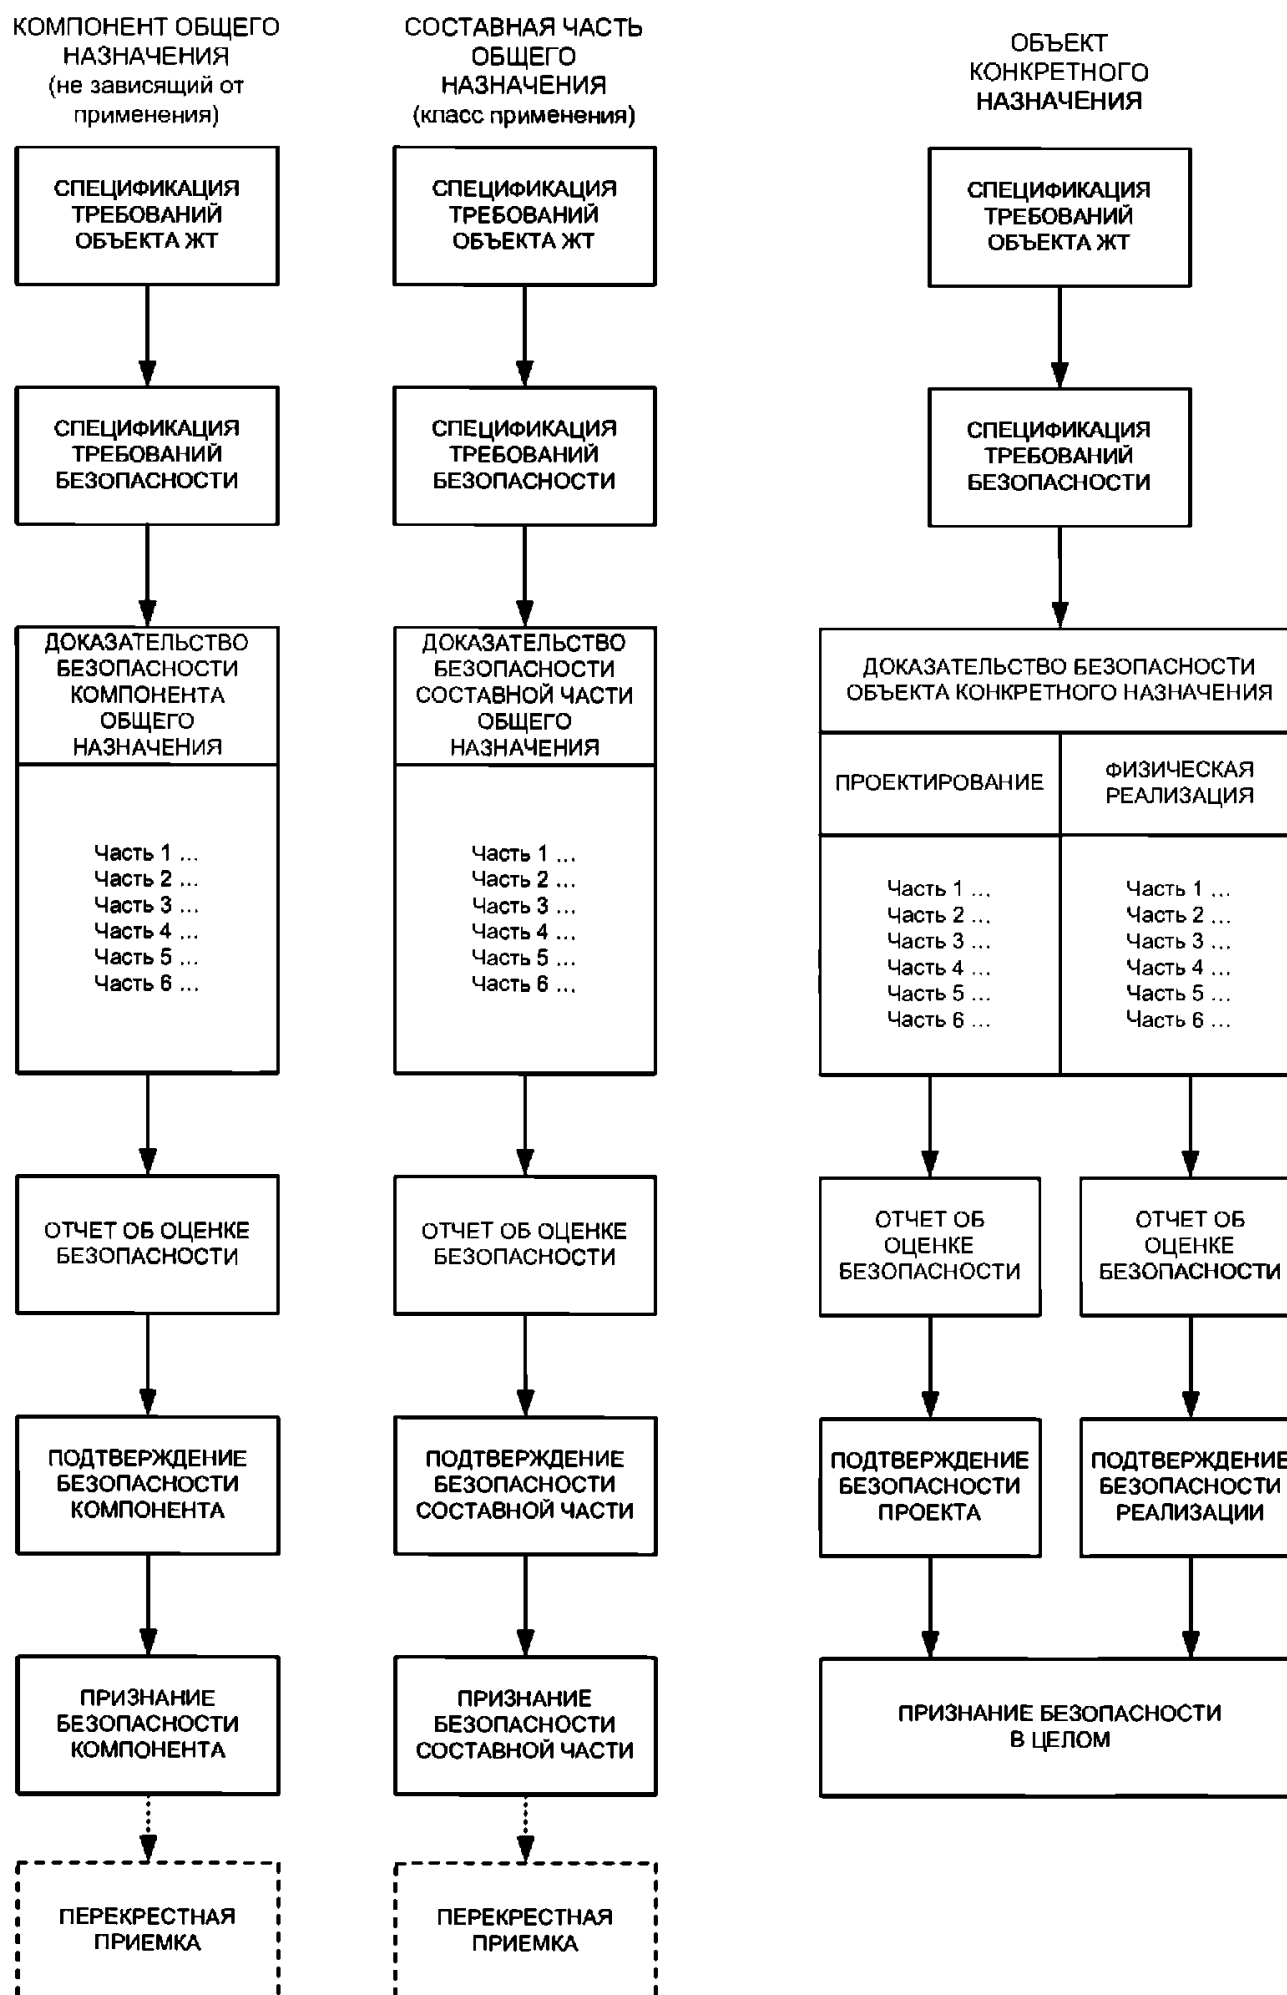 КОМПОНЕНТ ОБЩЕГО
НАЗНАЧЕНИЯ
(не зависящий от
применения)
СПЕЦИФИКАЦИЯ
ТРЕБОВАНИЙ
ОБЪЕКТА ЖТ
СПЕЦИФИКАЦИЯ
ТРЕБОВАНИЙ
БЕЗОПАСНОСТИ
ДОКАЗАТЕЛЬСТВО
БЕЗОПАСНОСТИ
КОМПОНЕНТА
ОБЩЕГО
НАЗНАЧЕНИЯ
Часть 1 ...
Часть 2 ...
Часть 3 ...
Часть 4 ...
Часть 5 ...
Часть 6 ...
ОТЧЕТ ОБ ОЦЕНКЕ
БЕЗОПАСНОСТИ
ПОДТВЕРЖДЕНИЕ
БЕЗОПАСНОСТИ
КОМПОНЕНТА
ПРИЗНАНИЕ
БЕЗОПАСНОСТИ
КОМПОНЕНТА
ПЕРЕКРЕСТНАЯ
ПРИЕМКА
СОСТАВНАЯ ЧАСТЬ
ОБЩЕГО
НАЗНАЧЕНИЯ
(класс применения)
СПЕЦИФИКАЦИЯ
ТРЕБОВАНИЙ
ОБЪЕКТА ЖТ
СПЕЦИФИКАЦИЯ
ТРЕБОВАНИЙ
БЕЗОПАСНОСТИ
ДОКАЗАТЕЛЬСТВО
БЕЗОПАСНОСТИ
СОСТАВНОЙ ЧАСТИ
ОБЩЕГО
НАЗНАЧЕНИЯ
Часть 1 ...
Часть 2 ...
Часть 3 ...
Часть 4 ...
Часть 5 ...
Часть 6 ...
ОТЧЕТ ОБ ОЦЕНКЕ
БЕЗОПАСНОСТИ
ПОДТВЕРЖДЕНИЕ
БЕЗОПАСНОСТИ
СОСТАВНОЙ ЧАСТИ
ПРИЗНАНИЕ
БЕЗОПАСНОСТИ
СОСТАВНОЙ ЧАСТИ
ПЕРЕКРЕСТНАЯ
ПРИЕМКА
ОБЪЕКТ
КОНКРЕТНОГО
НАЗНАЧЕНИЯ
СПЕЦИФИКАЦИЯ
ТРЕБОВАНИЙ
ОБЪЕКТА ЖТ
СПЕЦИФИКАЦИЯ
ТРЕБОВАНИЙ
БЕЗОПАСНОСТИ
ДОКАЗАТЕЛЬСТВО БЕЗОПАСНОСТИ
ОБЪЕКТА КОНКРЕТНОГО НАЗНАЧЕНИЯ
ПРОЕКТИРОВАНИЕ
Часть 1 ...
Часть 2 ...
Часть 3 ...
Часть 4 ...
Часть 5 ...
Часть 6 ...
ОТЧЕТ ОБ
ОЦЕНКЕ
БЕЗОПАСНОСТИ
ПОДТВЕРЖДЕНИЕ
БЕЗОПАСНОСТИ
ПРОЕКТА
ФИЗИЧЕСКАЯ
РЕАЛИЗАЦИЯ
Часть 1 ...
Часть 2 ...
Часть 3 ...
Часть 4 ...
Часть 5 ...
Часть 6 ...
ОТЧЕТ ОБ
ОЦЕНКЕ
БЕЗОПАСНОСТИ
ПОДТВЕРЖДЕНИЕ
БЕЗОПАСНОСТИ
РЕАЛИЗАЦИИ
ПРИЗНАНИЕ БЕЗОПАСНОСТИ
В ЦЕЛОМ